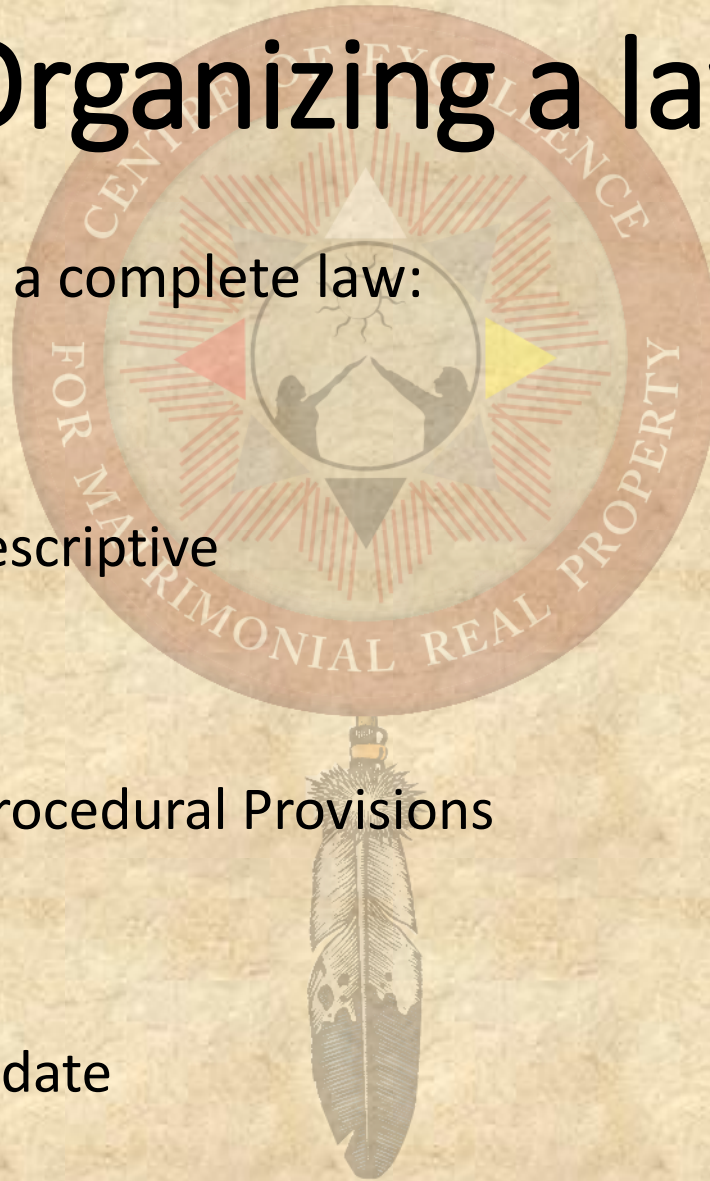 Organizing a la
a complete law:
escriptive
rocedural Provisions
date
CENTRE OF EXCELLENCE
FOR MATRIMONIAL REAL PROPERTY